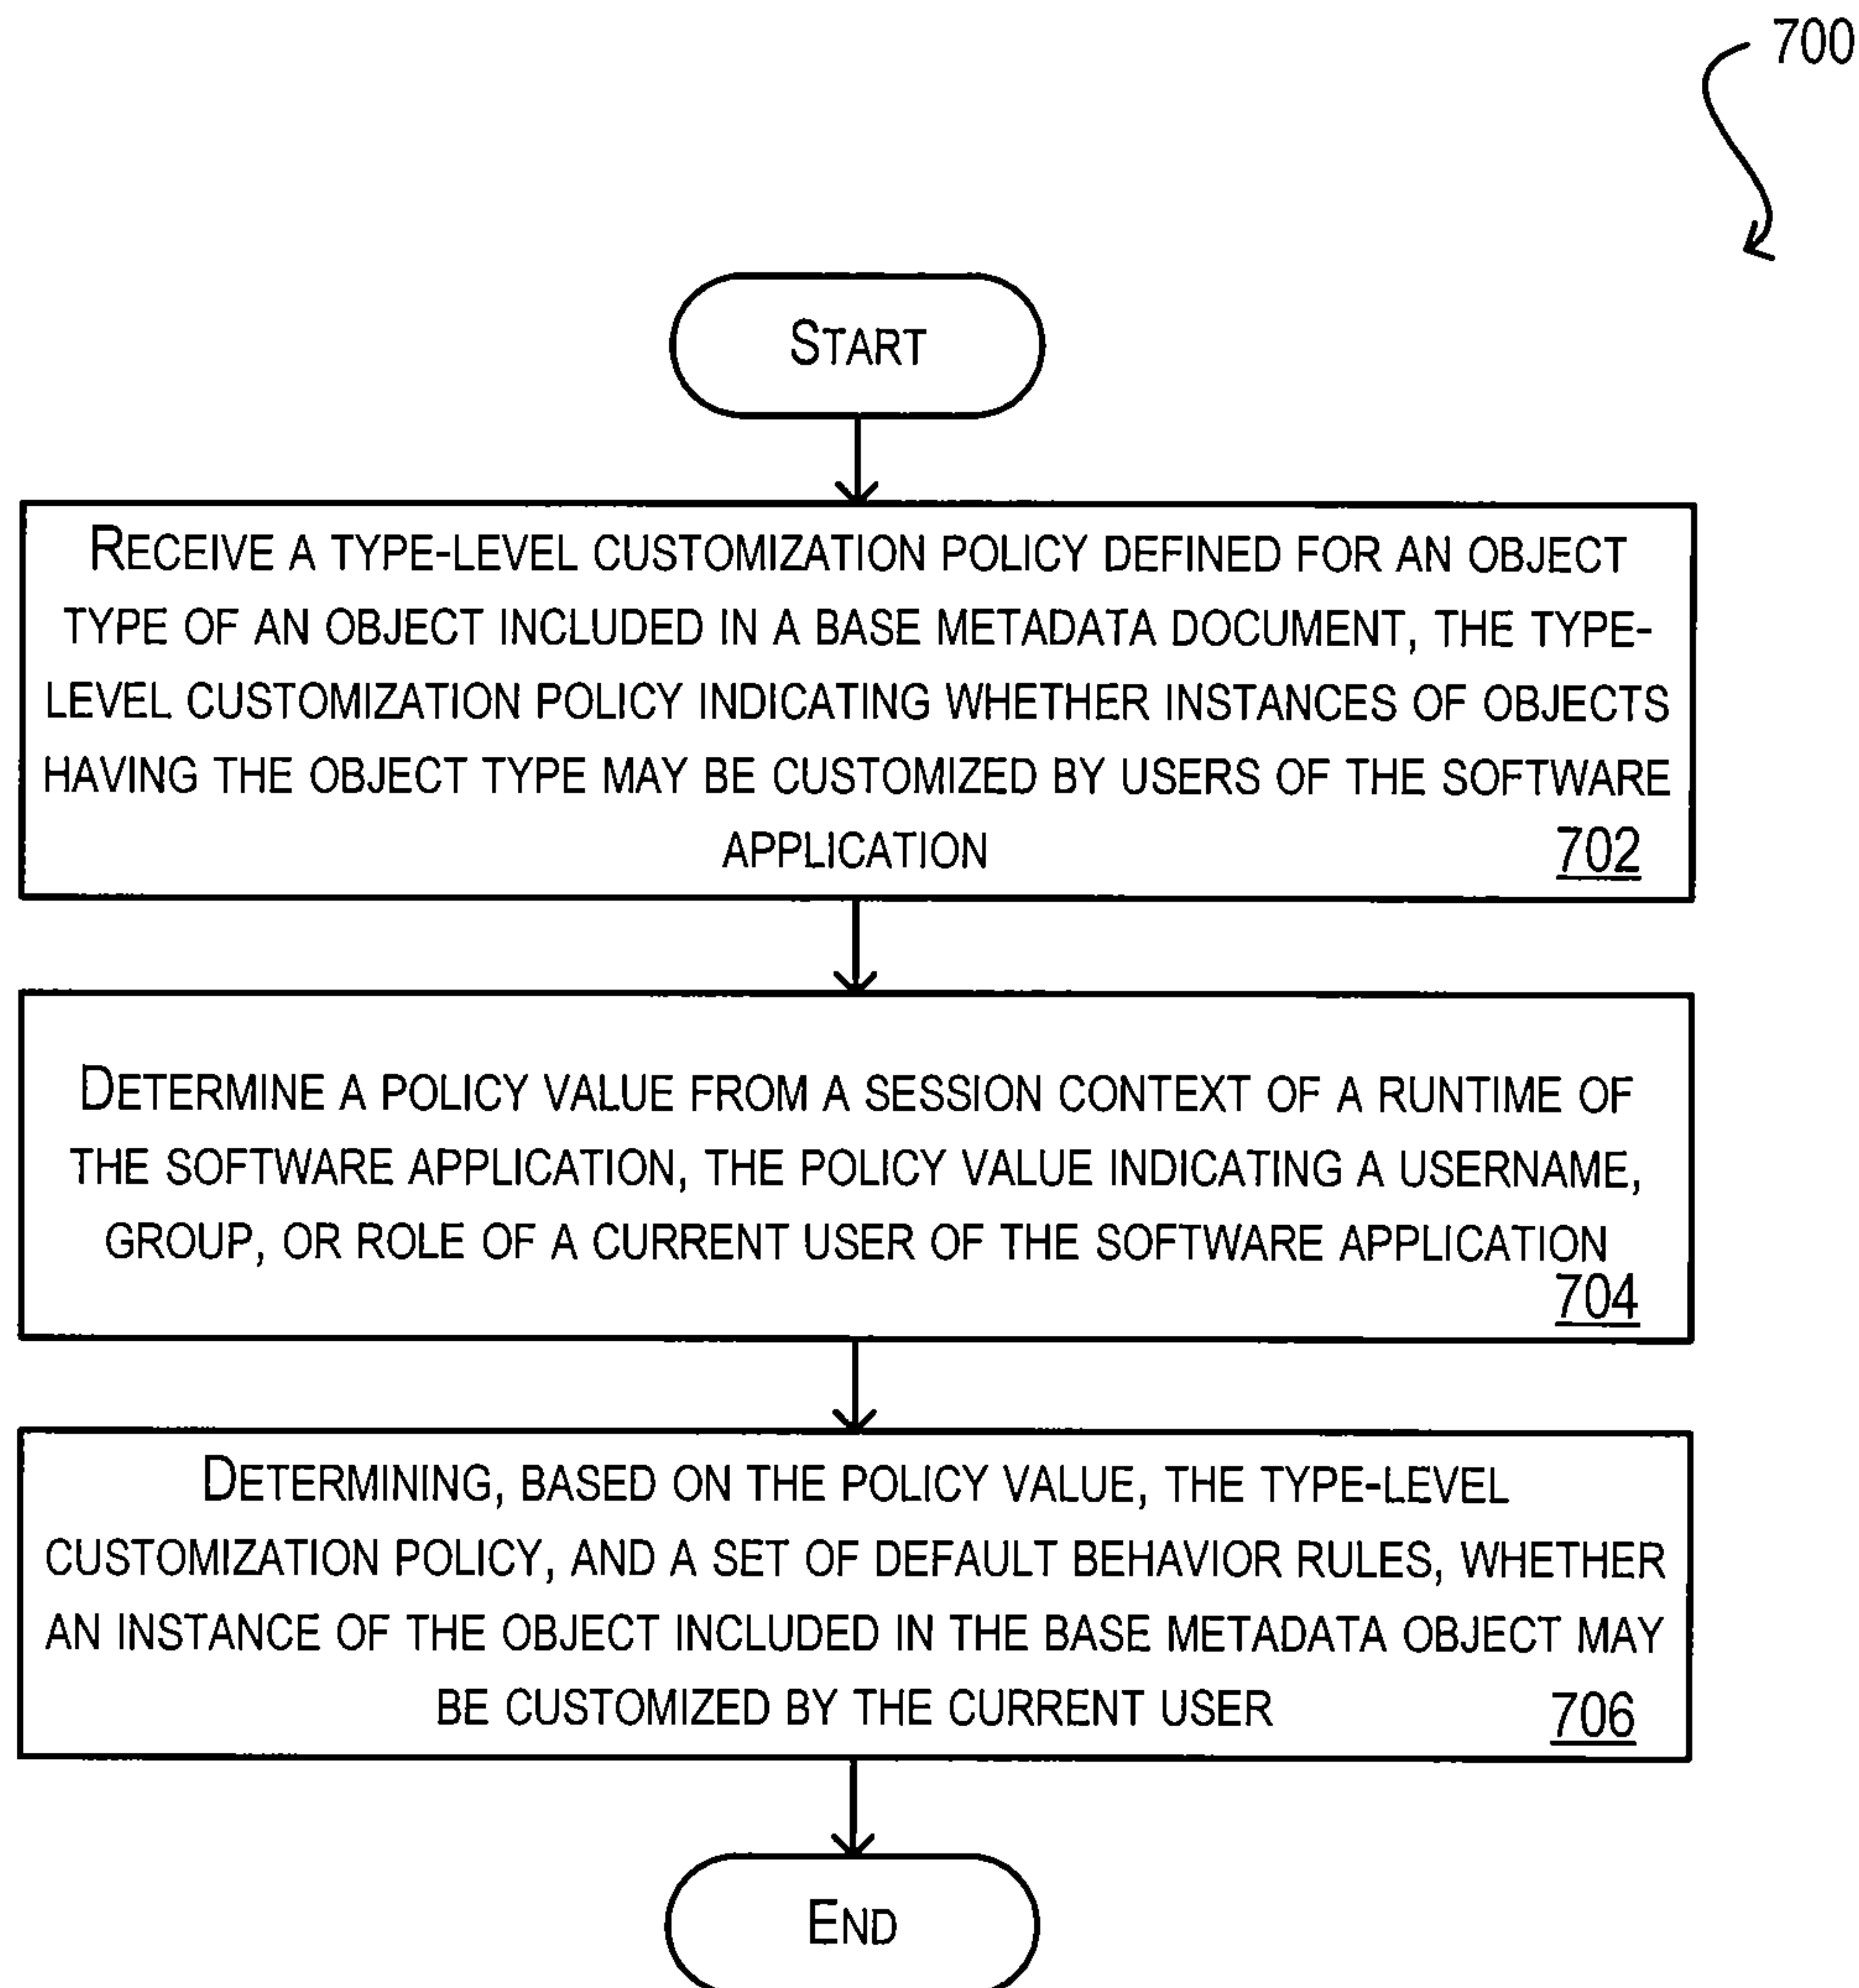 700
START
RECEIVE A TYPE-LEVEL CUSTOMIZATION POLICY DEFINED FOR AN OBJECT
TYPE OF AN OBJECT INCLUDED IN A BASE METADATA DOCUMENT, THE TYPE-
LEVEL CUSTOMIZATION POLICY INDICATING WHETHER INSTANCES OF OBJECTS
HAVING THE OBJECT TYPE MAY BE CUSTOMIZED BY USERS OF THE SOFTWARE
APPLICATION 702
DETERMINE A POLICY VALUE FROM A SESSION CONTEXT OF A RUNTIME OF
THE SOFTWARE APPLICATION, THE POLICY VALUE INDICATING A USERNAME,
GROUP, OR ROLE OF A CURRENT USER OF THE SOFTWARE APPLICATION
704
DETERMINING, BASED ON THE POLICY VALUE, THE TYPE-LEVEL
CUSTOMIZATION POLICY, AND A SET OF DEFAULT BEHAVIOR RULES, WHETHER
AN INSTANCE OF THE OBJECT INCLUDED IN THE BASE METADATA OBJECT MAY
BE CUSTOMIZED BY THE CURRENT USER 706
END